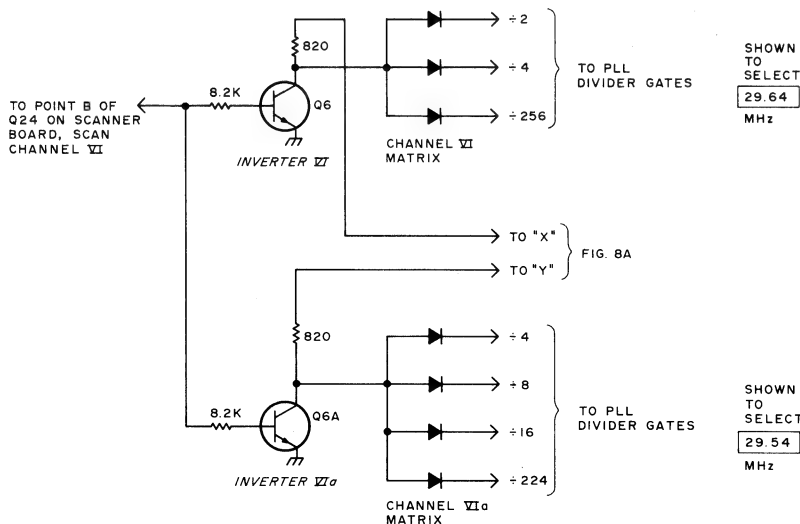 820
÷2
÷4
÷256
TO PLL
DIVIDER GATES
SHOWN
TO
SELECT
29.64
MHz
TO POINT B OF
Q24 ON SCANNER
BOARD, SCAN
CHANNEL VI
8.2K
Q6
INVERTER VI
CHANNEL VI
MATRIX
TO "X"
TO "Y"
FIG. 8A
820
÷4
÷8
÷16
÷224
TO PLL
DIVIDER GATES
SHOWN
TO
SELECT
29.54
MHz
8.2K
Q6A
INVERTER VIa
CHANNEL VIa
MATRIX